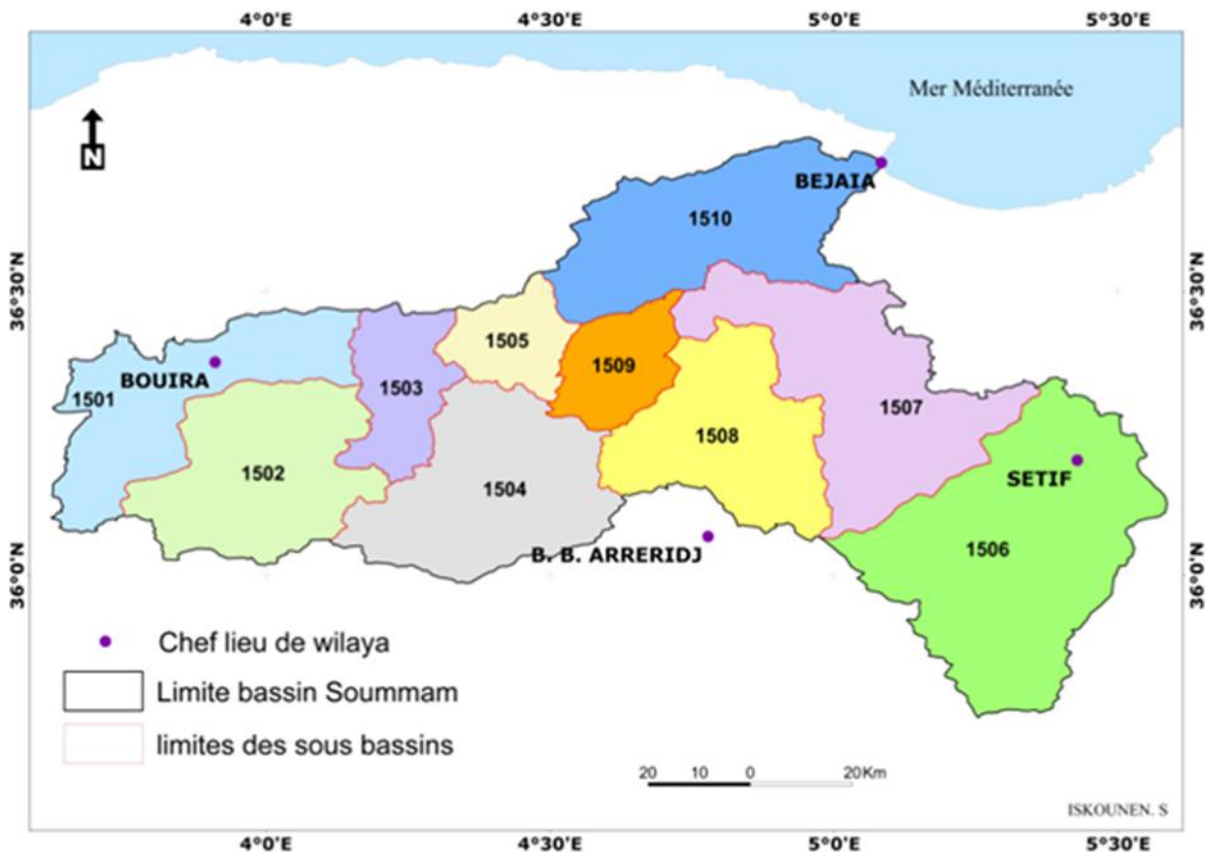 4°0'E 4°30'E 5°0'E 5°30'E
Mer Méditerranée
N
BEJAIA
1510
36°30'N 36°30'N
1505
1509
BOUIRA
1501
1503
1507
1508
1502
1504
SETIF
1506
B. B. ARRERIDJ
36°0'N 36°0'N
Chef lieu de wilaya
Limite bassin Soummam
limites des sous bassins
20 10 0 20Km
ISKOUNEN. S
4°0'E 4°30'E 5°0'E 5°30'E